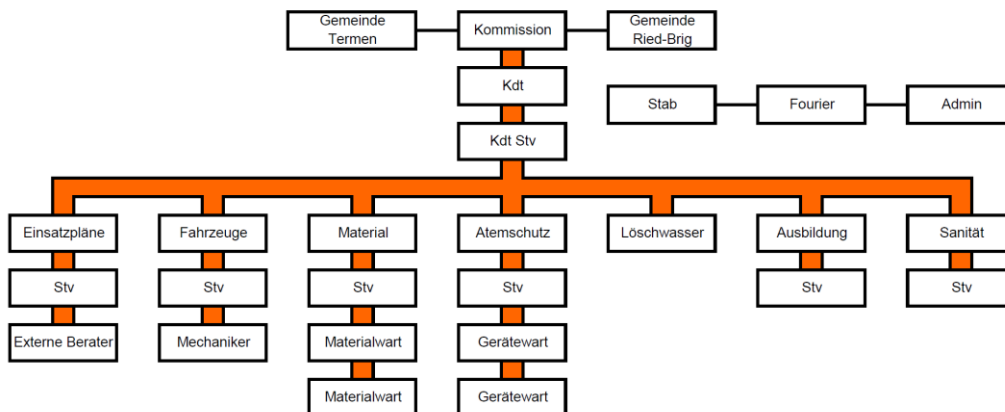 Gemeinde
Termen
Kommission
Gemeinde
Ried-Brig
Kdt
Stab
Fourier
Admin
Kdt Stv
Einsatzpläne
Fahrzeuge
Material
Atemschutz
Löschwasser
Ausbildung
Sanität
Stv
Stv
Stv
Stv
Stv
Stv
Externe Berater
Mechaniker
Materialwart
Gerätewart
Materialwart
Gerätewart